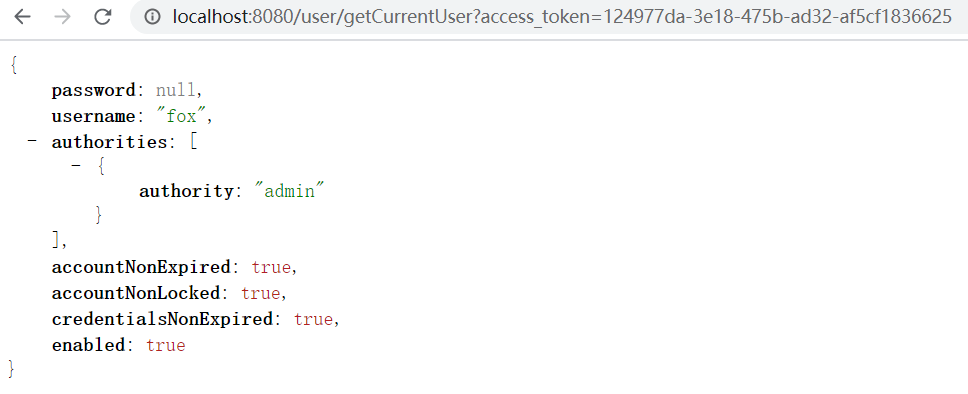 localhost:8080/user/getCurrentUser?access_token=124977da-3e18-475b-ad32-af5cf1836625
{
password: null,
username: "fox",
- authorities: [
- {
authority: "admin"
}
],
accountNonExpired: true,
accountNonLocked: true,
credentialsNonExpired: true,
enabled: true
}